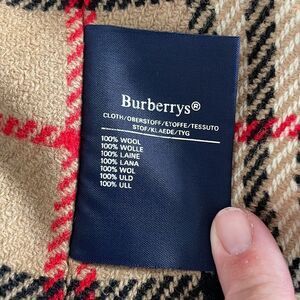 Burberrys®
CLOTH/OBERSTOFF/ETOFFE/TESSUTO
STOF/KLAEDE/TYG
100% WOOL
100% WOLLE
100% LAINE
100% LANA
100% WOL
100% ULD
100% ULL